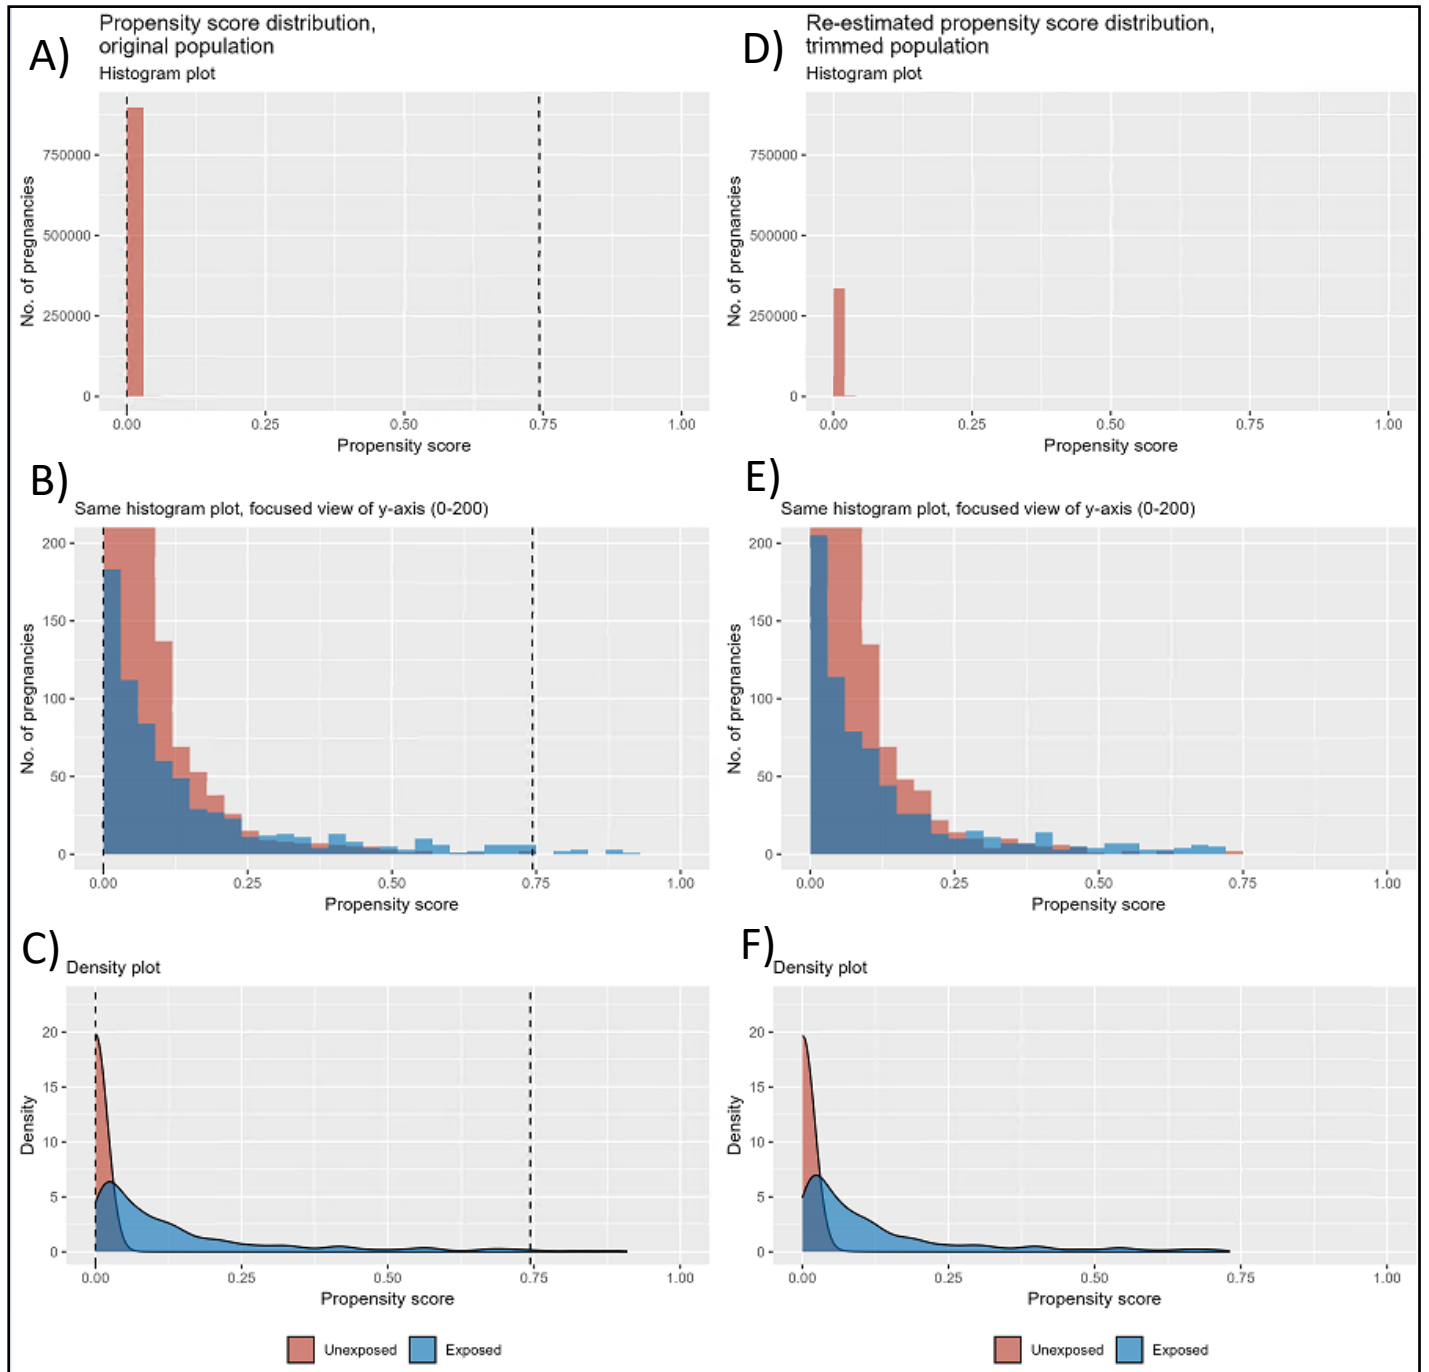 A)
Propensity score distribution,
original population
Histogram plot
No. of pregnancies
750000
500000
250000
0
0.00 0.25 0.50 0.75 1.00
Propensity score
B)
Same histogram plot, focused view of y-axis (0-200)
No. of pregnancies
200
150
100
50
0
0.00 0.25 0.50 0.75 1.00
Propensity score
C)
Density plot
Density
20
15
10
5
0
0.00 0.25 0.50 0.75 1.00
Propensity score
Unexposed Exposed
D)
Re-estimated propensity score distribution,
trimmed population
Histogram plot
No. of pregnancies
750000
500000
250000
0
0.00 0.25 0.50 0.75 1.00
Propensity score
E)
Same histogram plot, focused view of y-axis (0-200)
No. of pregnancies
200
150
100
50
0
0.00 0.25 0.50 0.75 1.00
Propensity score
F)
Density plot
Density
20
15
10
5
0
0.00 0.25 0.50 0.75 1.00
Propensity score
Unexposed Exposed